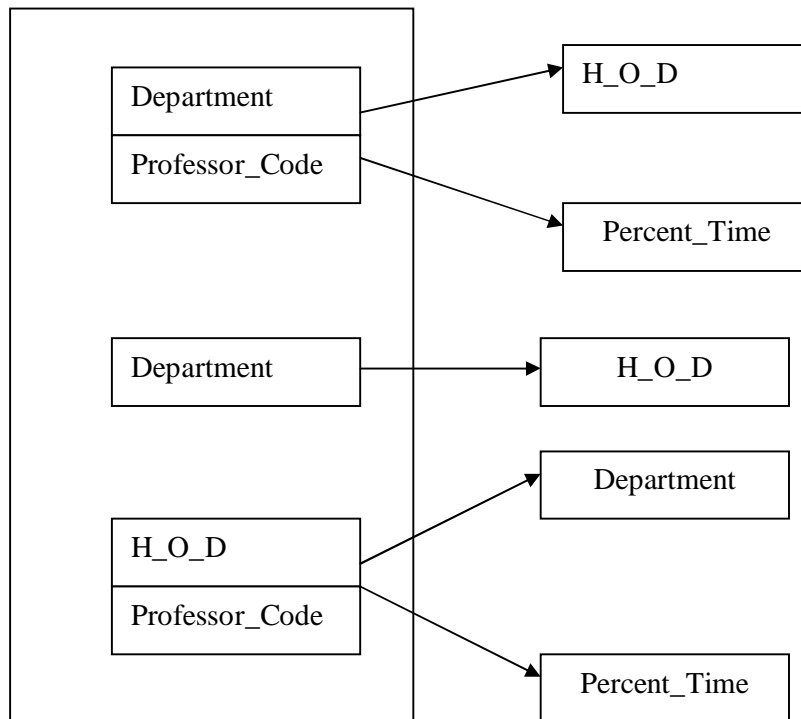 Department
H_O_D
Professor_Code
Percent_Time
Department
H_O_D
Department
H_O_D
Professor_Code
Percent_Time